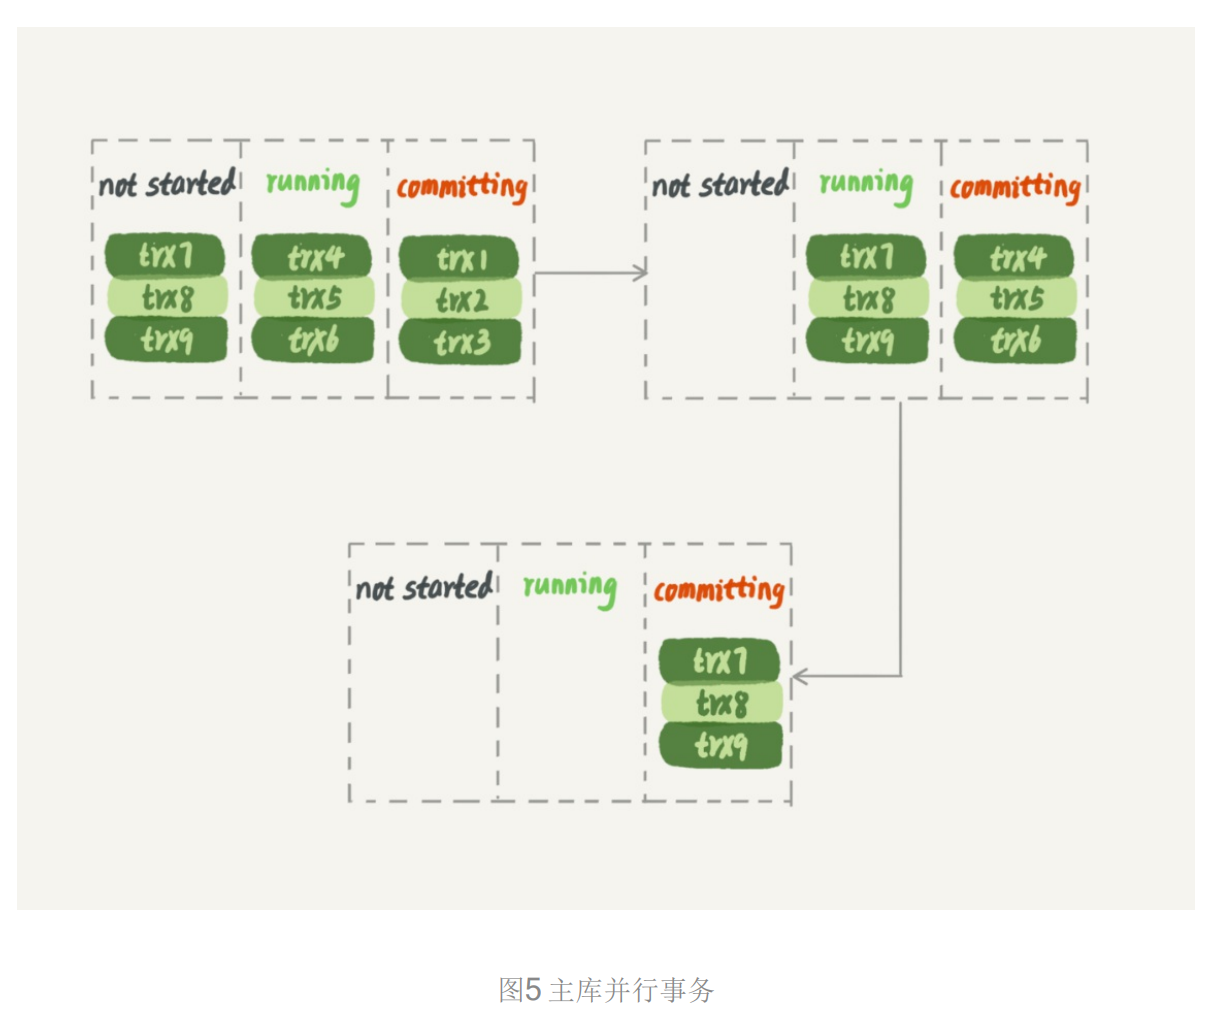 not started running committing
trx7 trx4 trx1
trx8 trx5 trx2
trx9 trx6 trx3
not started running committing
trx7 trx4
trx8 trx5
trx9 trx6
not started running committing
trx7
trx8
trx9
图5 主库并行事务